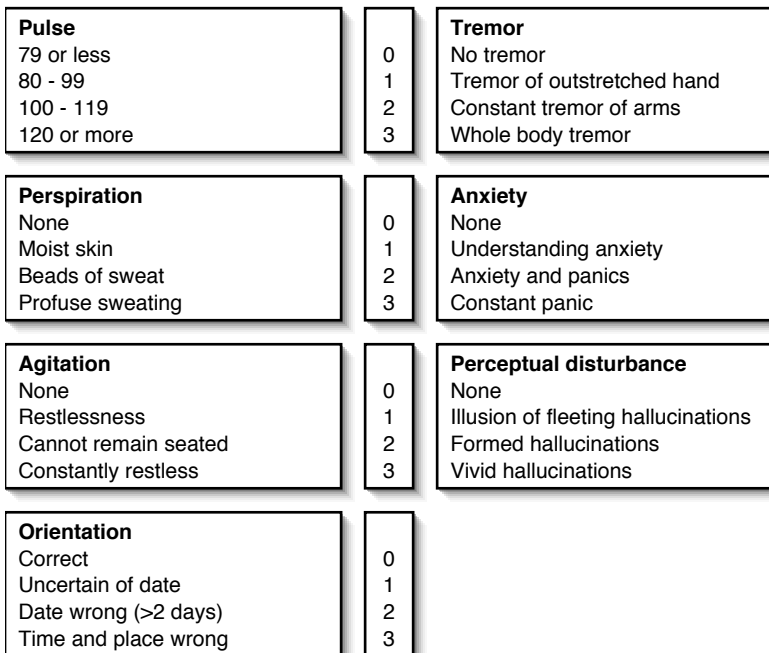 Pulse
79 or less 0
80 - 99 1
100 - 119 2
120 or more 3
Tremor
No tremor
Tremor of outstretched hand
Constant tremor of arms
Whole body tremor
Perspiration
None 0
Moist skin 1
Beads of sweat 2
Profuse sweating 3
Anxiety
None
Understanding anxiety
Anxiety and panics
Constant panic
Agitation
None 0
Restlessness 1
Cannot remain seated 2
Constantly restless 3
Perceptual disturbance
None
Illusion of fleeting hallucinations
Formed hallucinations
Vivid hallucinations
Orientation
Correct 0
Uncertain of date 1
Date wrong (>2 days) 2
Time and place wrong 3